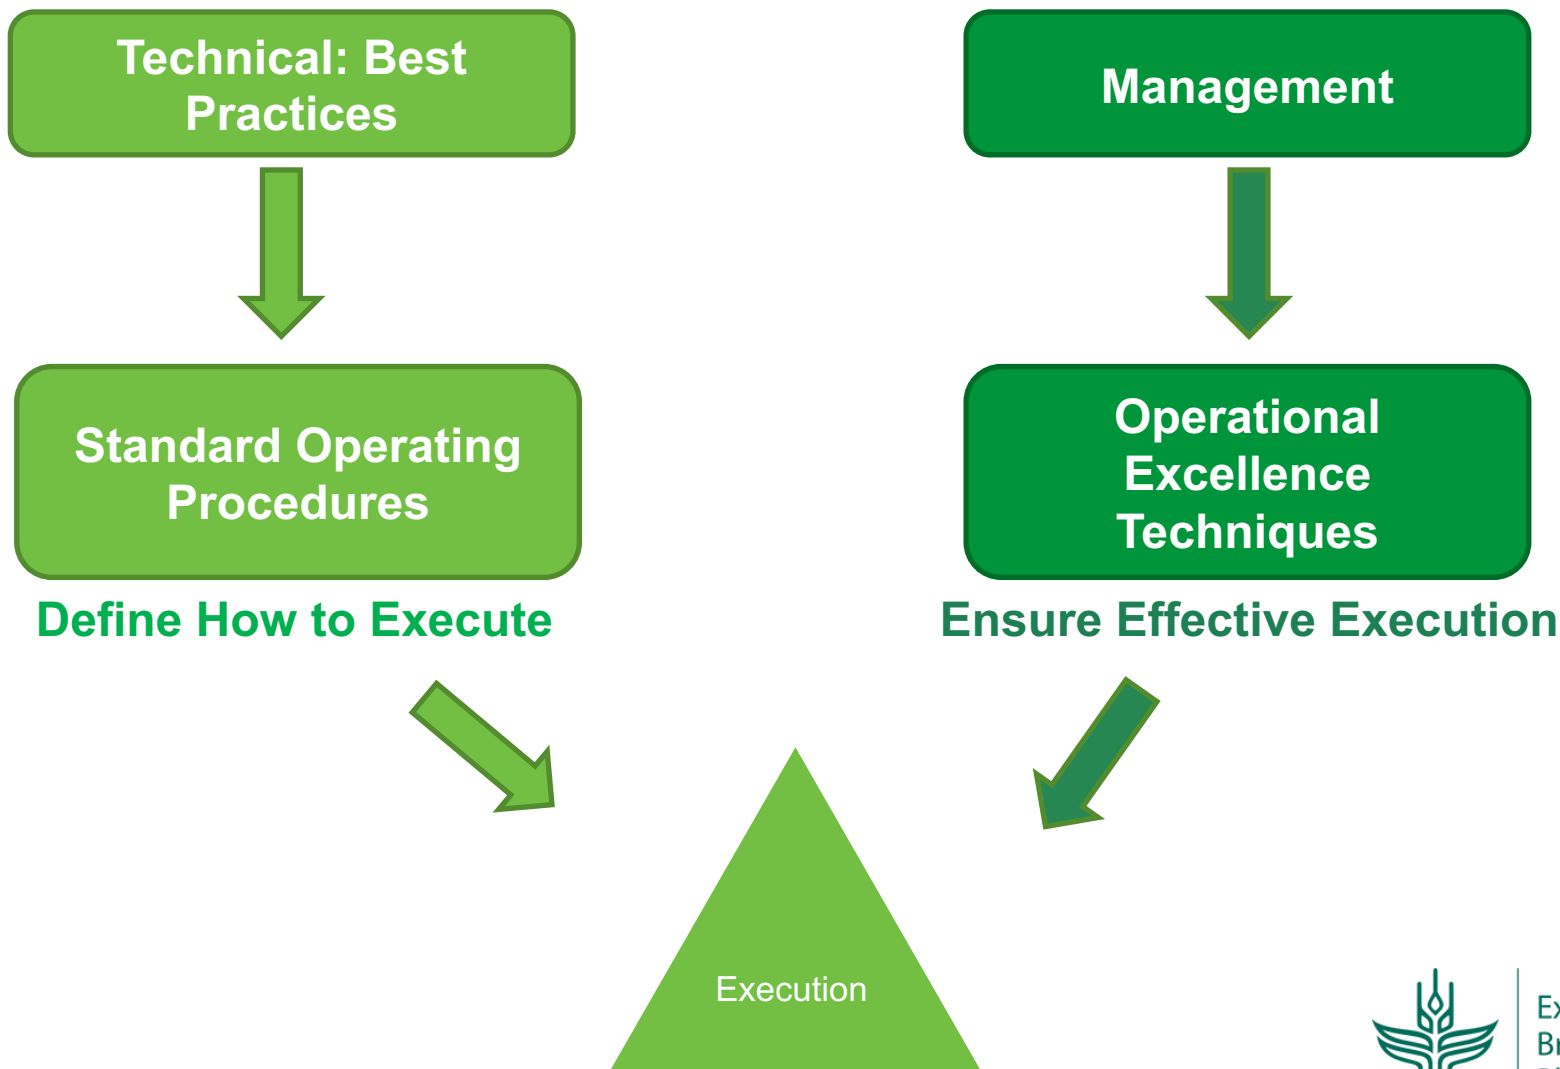 Technical: Best
Practices
Management
Standard Operating
Procedures
Operational
Excellence
Techniques
Define How to Execute
Ensure Effective Execution
Execution